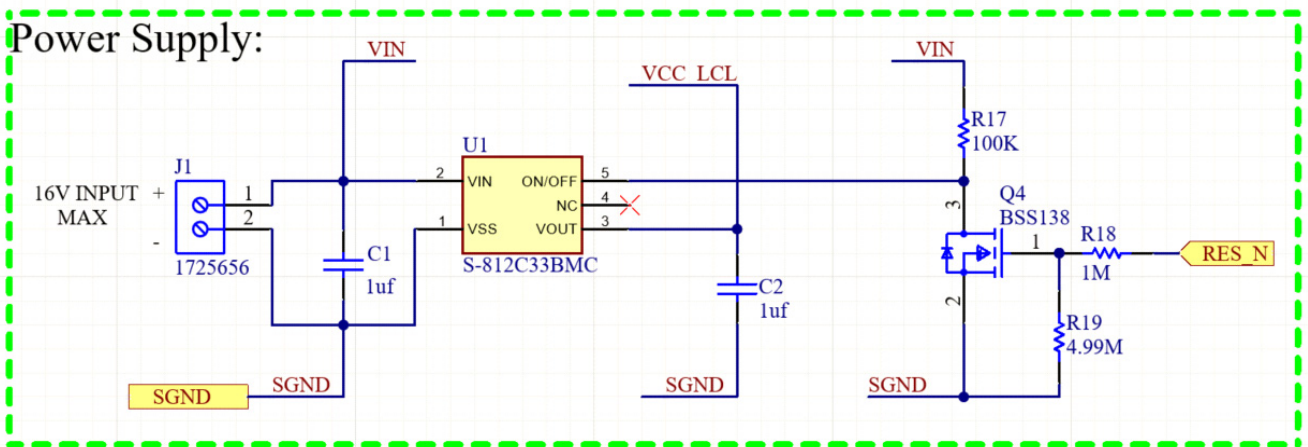 Power Supply:
VIN
VCC_LCL
VIN
R17
100K
U1
J1
16V INPUT +
MAX
-
1
2
1725656
2
VIN
ON/OFF
5
NC
4
1
VSS
VOUT
3
S-812C33BMC
C1
1uf
C2
1uf
3
Q4
BSS138
1
2
R18
1M
RES_N
R19
4.99M
SGND
SGND
SGND
SGND